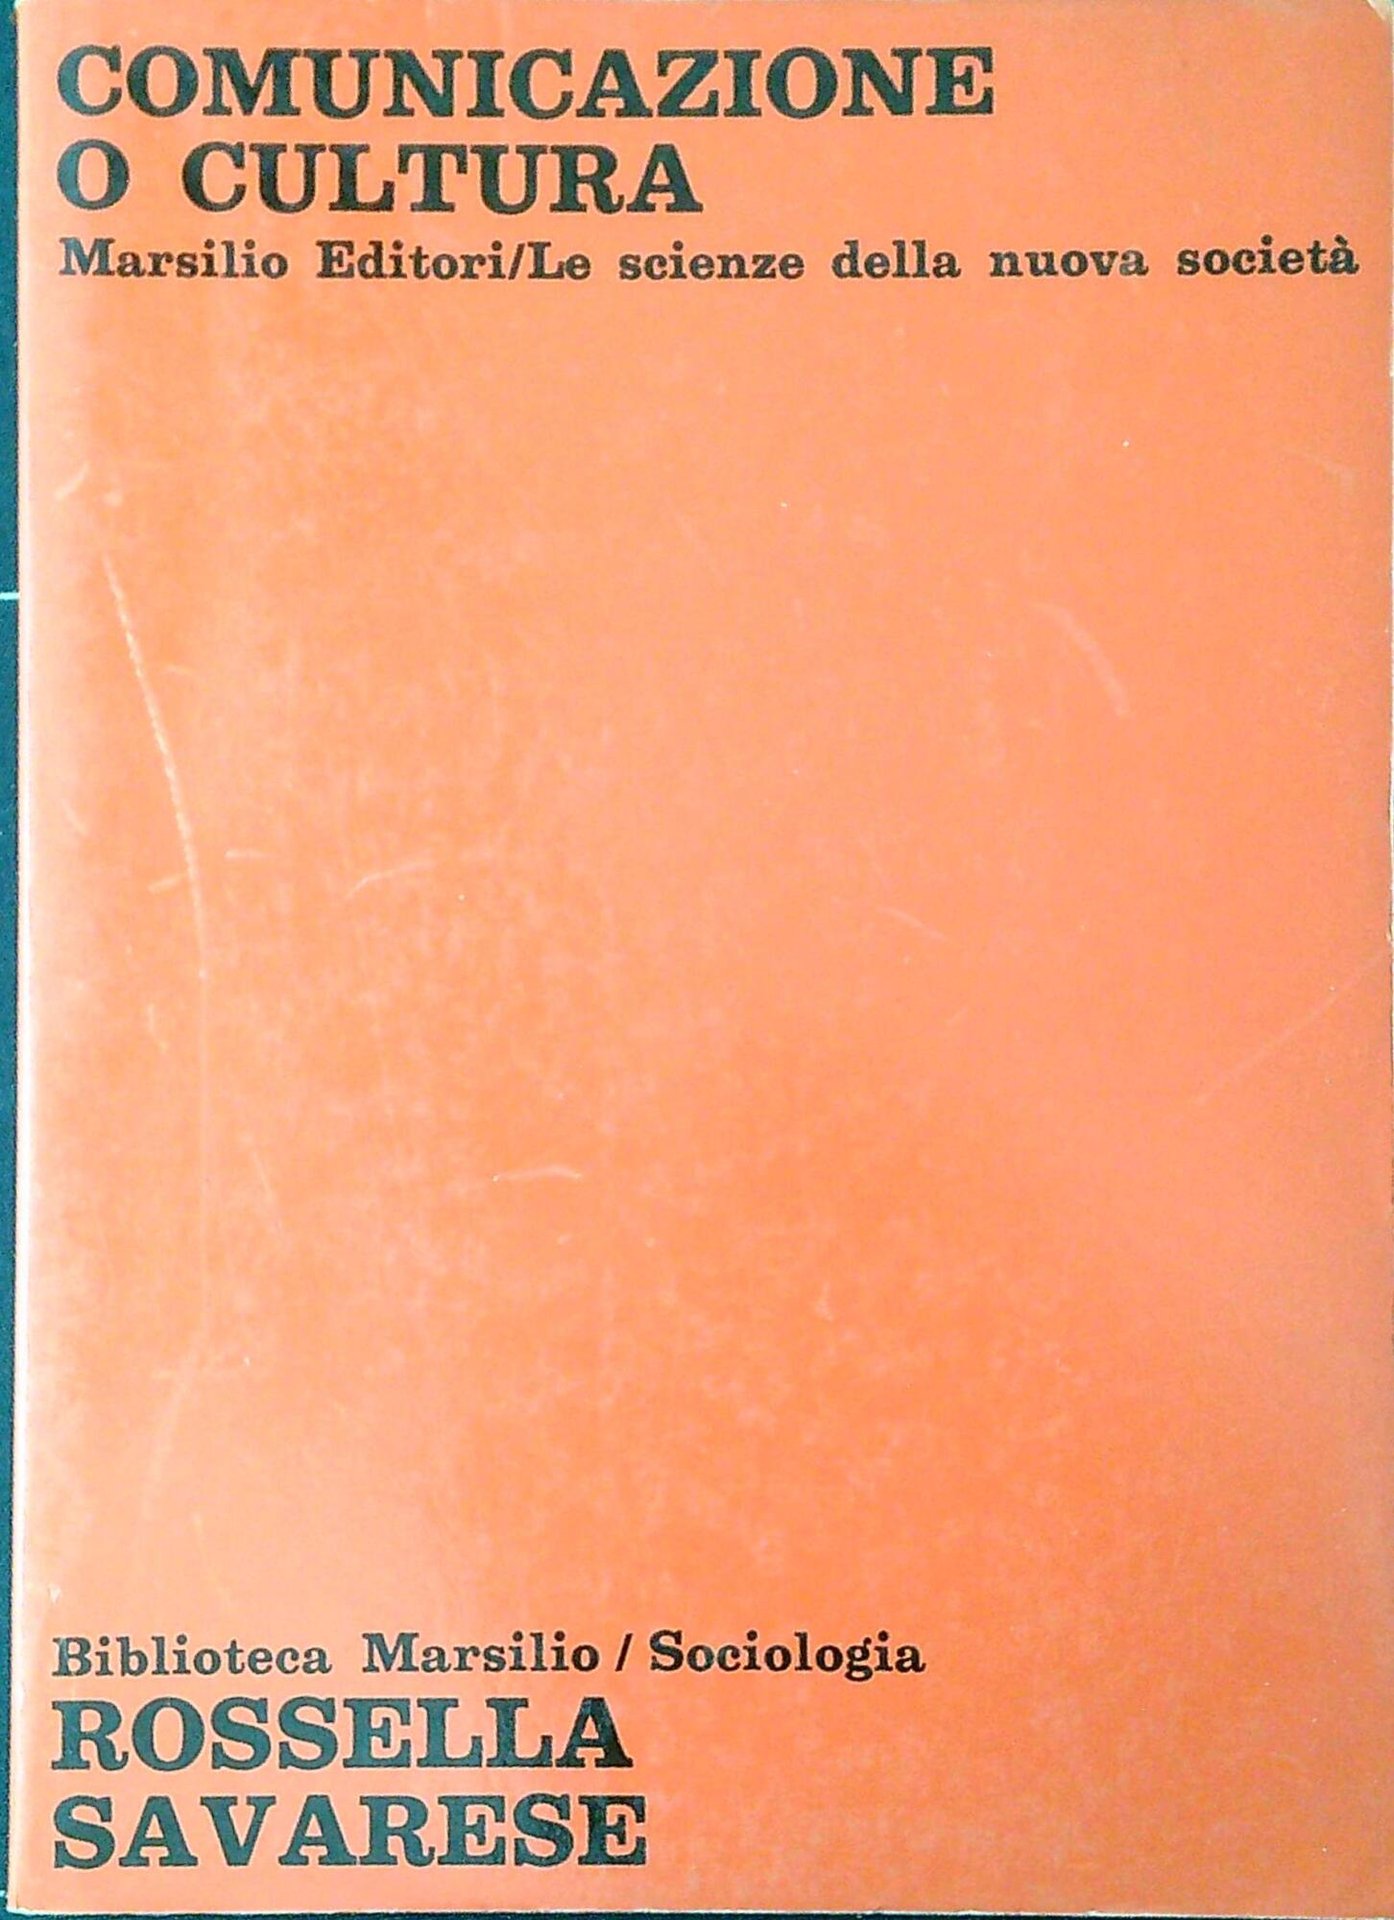 COMUNICAZIONE
O CULTURA
Marsilio Editori/Le scienze della nuova società
Biblioteca Marsilio / Sociologia
ROSSELLA
SAVARESE